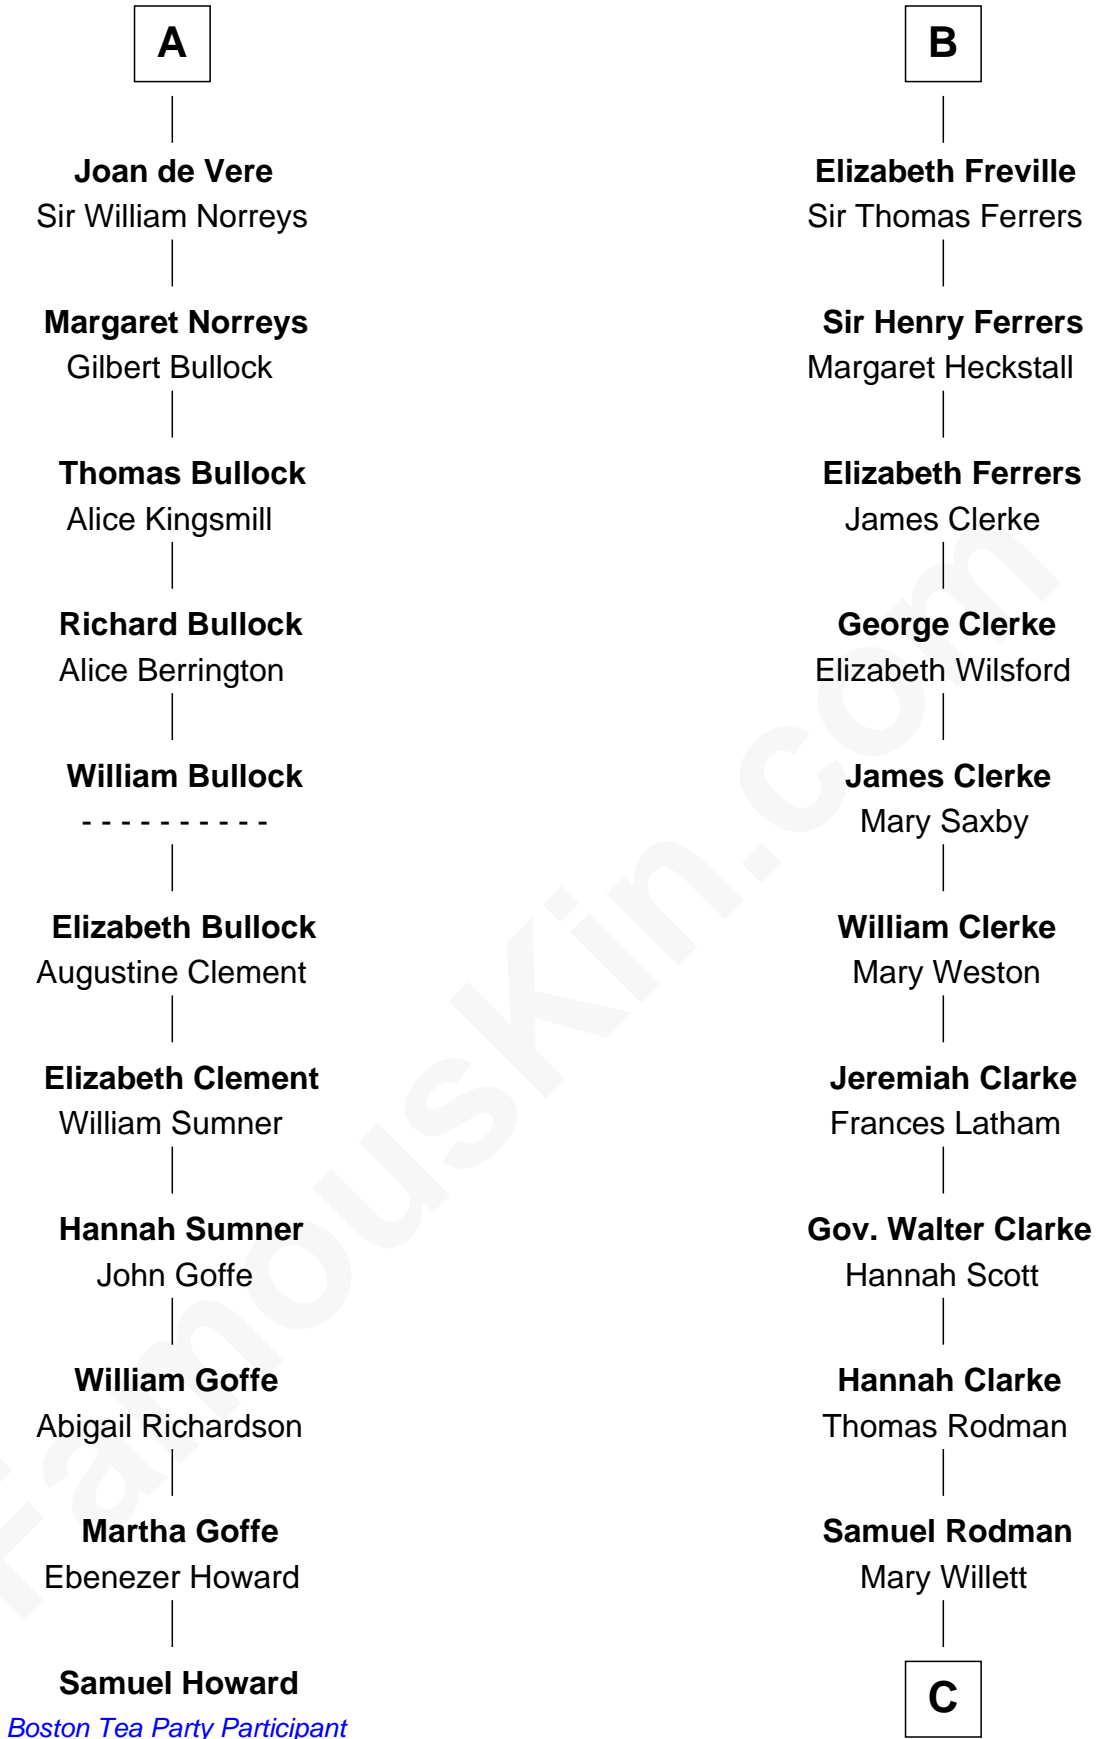 A
Joan de Vere
Sir William Norreys
Margaret Norreys
Gilbert Bullock
Thomas Bullock
Alice Kingsmill
Richard Bullock
Alice Berrington
William Bullock
- - - - - - - - - -
Elizabeth Bullock
Augustine Clement
Elizabeth Clement
William Sumner
Hannah Sumner
John Goffe
William Goffe
Abigail Richardson
Martha Goffe
Ebenezer Howard
Samuel Howard
Boston Tea Party Participant
B
Elizabeth Freville
Sir Thomas Ferrers
Sir Henry Ferrers
Margaret Heckstall
Elizabeth Ferrers
James Clerke
George Clerke
Elizabeth Wilsford
James Clerke
Mary Saxby
William Clerke
Mary Weston
Jeremiah Clarke
Frances Latham
Gov. Walter Clarke
Hannah Scott
Hannah Clarke
Thomas Rodman
Samuel Rodman
Mary Willett
C
FamousKin.com